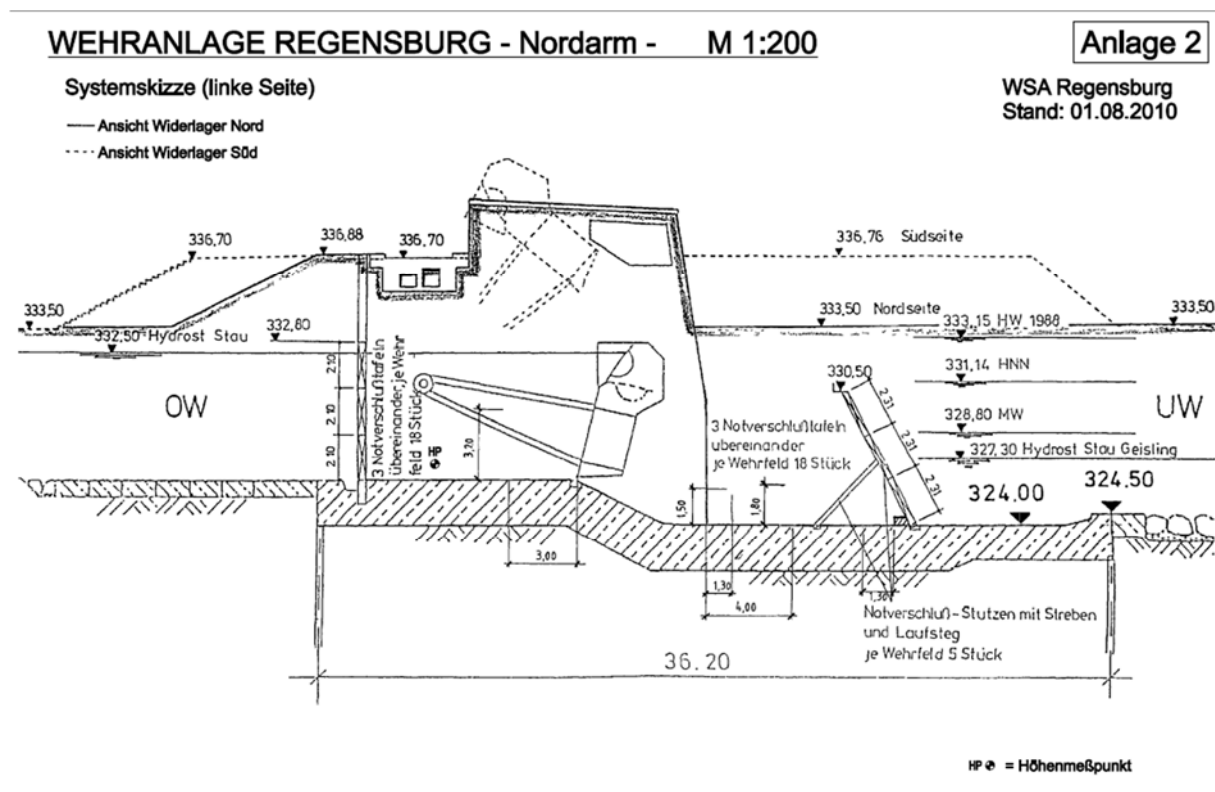 WEHRANLAGE REGENSBURG - Nordarm - M 1:200
Anlage 2
Systemskizze (linke Seite)
WSA Regensburg
Stand: 01.08.2010
Ansicht Widerlager Nord
Ansicht Widerlager Süd
336,70
336,88
336,70
336,76 Südseite
333,50
332,50 Hydrost Stau
332,80
333,50 Nordseite
333,50
333,15 HW 1988
331,14 HNN
328,80 MW
327,30 Hydrost Stau Geisling
OW
UW
2.10
2.10
2.10
3 Notverschlußtafeln
übereinander je Wehr
feld 18 Stück
HP
3,20
330,50
2.31
2.31
2.31
3 Notverschlußtafeln
ubereinander
je Wehrfeld 18 Stück
324.00
324.50
1,50
1,80
3,00
1,30
4,00
1,30
Notverschluß-Stutzen mit Streben
und Laufsteg
je Wehrfeld 5 Stück
36.20
HP = Höhenmeßpunkt